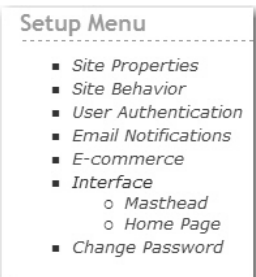 Setup Menu
Site Properties
Site Behavior
User Authentication
Email Notifications
E-commerce
Interface
Masthead
Home Page
Change Password